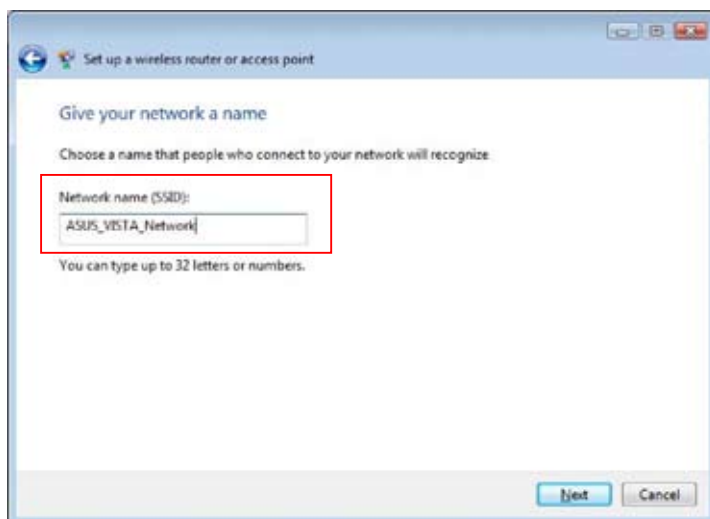 Set up a wireless router or access point
Give your network a name
Choose a name that people who connect to your network will recognize
Network name (SSID):
ASUS_VISTA_Network
You can type up to 32 letters or numbers.
Next Cancel